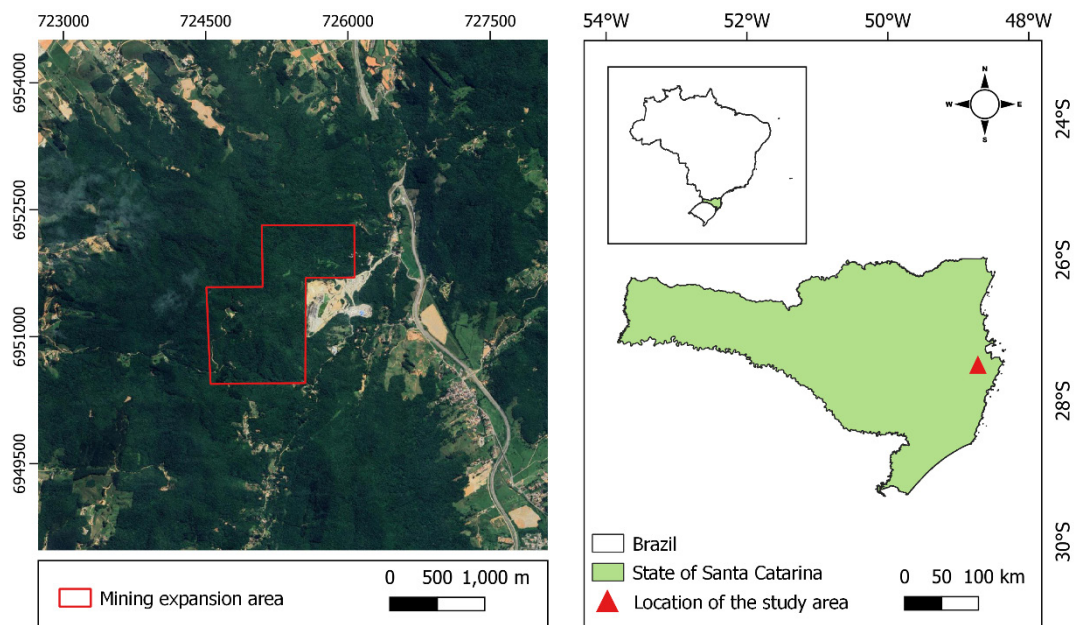 723000 724500 726000 727500
6954000
6952500
6951000
6949500
Mining expansion area
0 500 1,000 m
54°W 52°W 50°W 48°W
24°S
26°S
28°S
30°S
N
W E
S
Brazil
State of Santa Catarina
Location of the study area
0 50 100 km